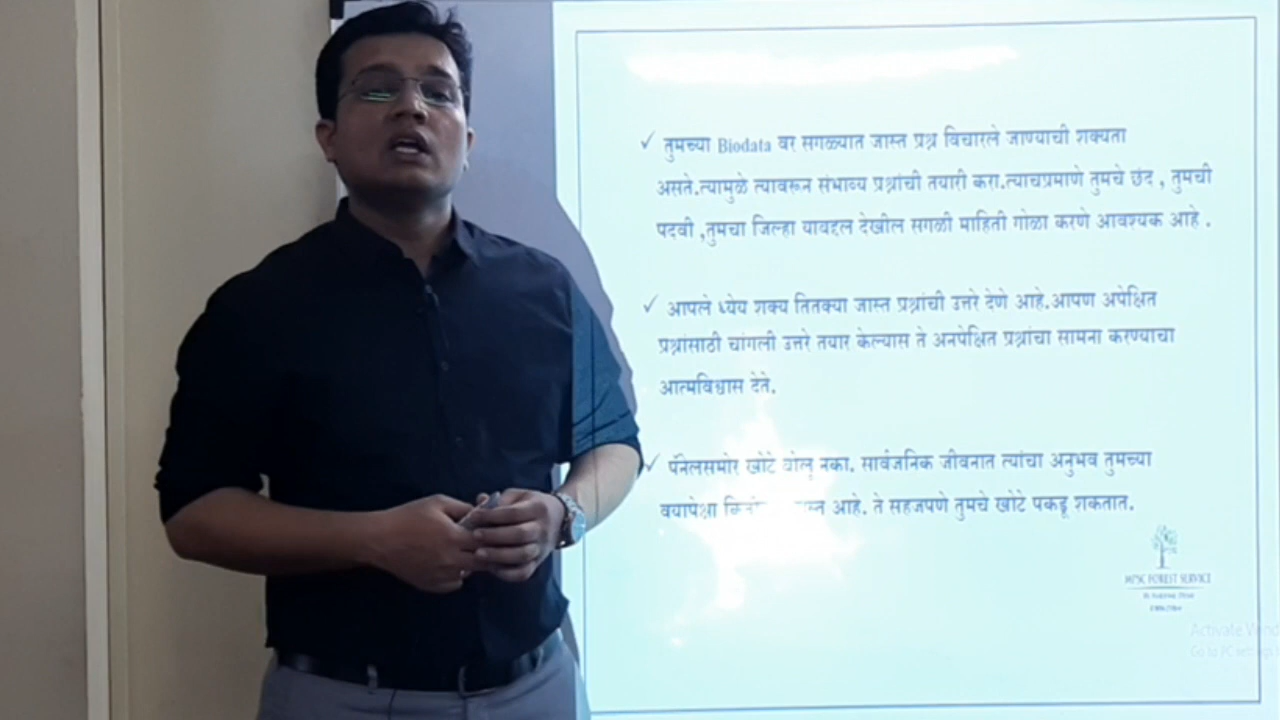 ✓ तुमच्या Biodata वर सगळ्यात जास्त प्रश्न विचारले जाण्याची शक्यता
असते.त्यामुळे त्यावरून संभाव्य प्रश्नांची तयारी करा.त्याचप्रमाणे तुमचे छंद , तुमची
पदवी ,तुमचा जिल्हा याबद्दल देखील सगळी माहिती गोळा करणे आवश्यक आहे .
✓ आपले ध्येय शक्य तितक्या जास्त प्रश्नांची उत्तरे देणे आहे.आपण अपेक्षित
प्रश्नांसाठी चांगली उत्तरे तयार केल्यास ते अनपेक्षित प्रश्नांचा सामना करण्याचा
आत्मविश्वास देते.
✓ पॅनेलसमोर खोटे बोलू नका. सार्वजनिक जीवनात त्यांचा अनुभव तुमच्या
वयापेक्षा आहे. ते सहजपणे तुमचे खोटे पकडू शकतात.
MPSC FOREST SERVICE
Activate
Go to PC settings